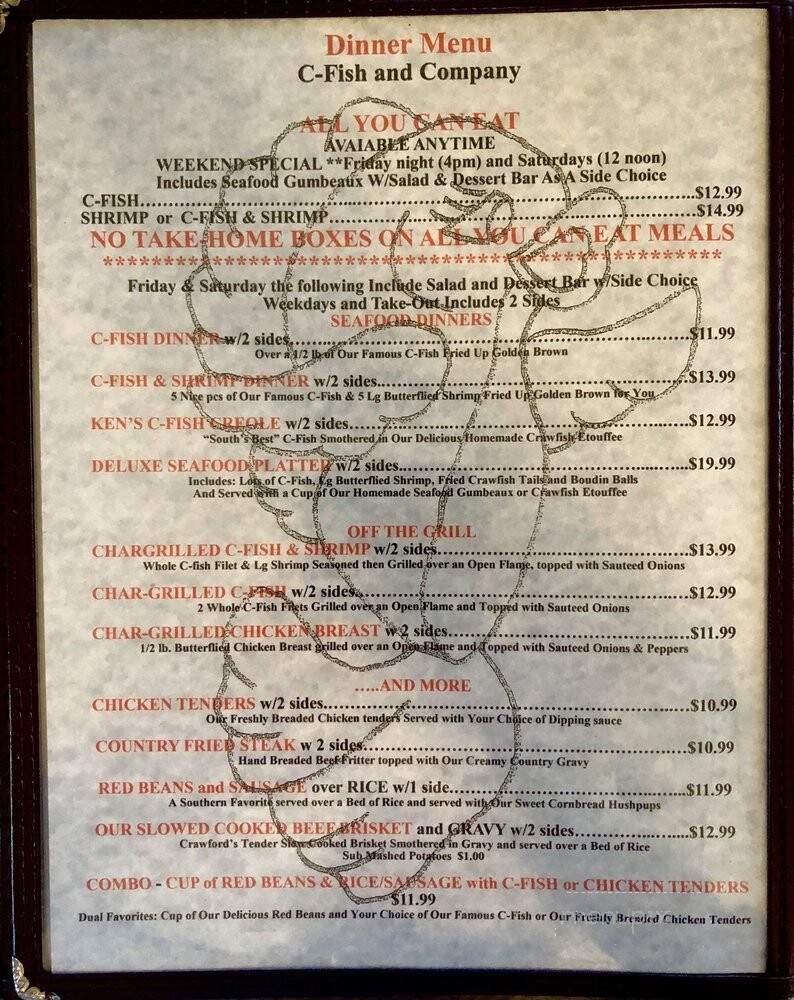 Dinner Menu
C-Fish and Company
ALL YOU CAN EAT
AVAIABLE ANYTIME
WEEKEND SPECIAL **Friday night (4pm) and Saturdays (12 noon)
Includes Seafood Gumbeaux W/Salad & Dessert Bar As A Side Choice
C-FISH..........................................................................................$12.99
SHRIMP or C-FISH & SHRIMP..........................................................$14.99
NO TAKE HOME BOXES ON ALL YOU CAN EAT MEALS
****************************************************
Friday & Saturday the following Include Salad and Dessert Bar w/Side Choice
Weekdays and Take-Out Includes 2 Sides
SEAFOOD DINNERS
C-FISH DINNER w/2 sides..................................................................$11.99
Over a 1/2 lb of Our Famous C-Fish Fried Up Golden Brown
C-FISH & SHRIMP DINNER w/2 sides..................................................$13.99
5 Nice pcs of Our Famous C-Fish & 5 Lg Butterflied Shrimp Fried Up Golden Brown for You
KEN'S C-FISH CREOLE w/2 sides........................................................$12.99
"South's Best" C-Fish Smothered in Our Delicious Homemade Crawfish Etouffee
DELUXE SEAFOOD PLATTER w/2 sides...............................................$19.99
Includes: Lots of C-Fish, Lg Butterflied Shrimp, Fried Crawfish Tails and Boudin Balls
And Served with a Cup of Our Homemade Seafood Gumbeaux or Crawfish Etouffee
OFF THE GRILL
CHARGRILLED C-FISH & SHRIMP w/2 sides..........................................$13.99
Whole C-fish Filet & Lg Shrimp Seasoned then Grilled over an Open Flame, topped with Sauteed Onions
CHAR-GRILLED C-FISH w/2 sides.......................................................$12.99
2 Whole C-Fish Filets Grilled over an Open Flame and Topped with Sauteed Onions
CHAR-GRILLED CHICKEN BREAST w 2 sides.........................................$11.99
1/2 lb. Butterflied Chicken Breast grilled over an Open Flame and Topped with Sauteed Onions & Peppers
.....AND MORE
CHICKEN TENDERS w/2 sides............................................................$10.99
Our Freshly Breaded Chicken tenders Served with Your Choice of Dipping sauce
COUNTRY FRIED STEAK w 2 sides......................................................$10.99
Hand Breaded Beef Fritter topped with Our Creamy Country Gravy
RED BEANS and SAUSAGE over RICE w/1 side.......................................$11.99
A Southern Favorite served over a Bed of Rice and served with Our Sweet Cornbread Hushpups
OUR SLOWED COOKED BEEF BRISKET and GRAVY w/2 sides...................$12.99
Crawford's Tender Slow Cooked Brisket Smothered in Gravy and served over a Bed of Rice
Sub Mashed Potatoes $1.00
COMBO - CUP of RED BEANS & RICE/SAUSAGE with C-FISH or CHICKEN TENDERS
$11.99
Dual Favorites: Cup of Our Delicious Red Beans and Your Choice of Our Famous C-Fish or Our Freshly Breaded Chicken Tenders